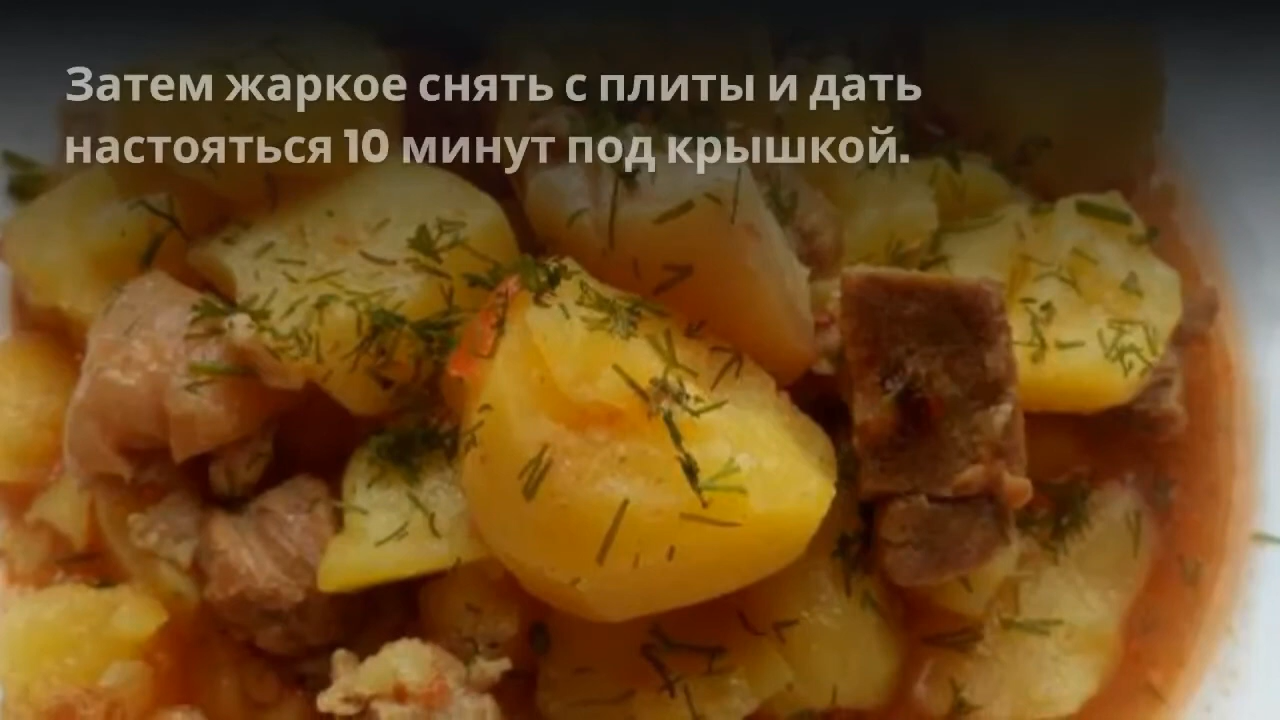 Затем жаркое снять с плиты и дать
настояться 10 минут под крышкой.